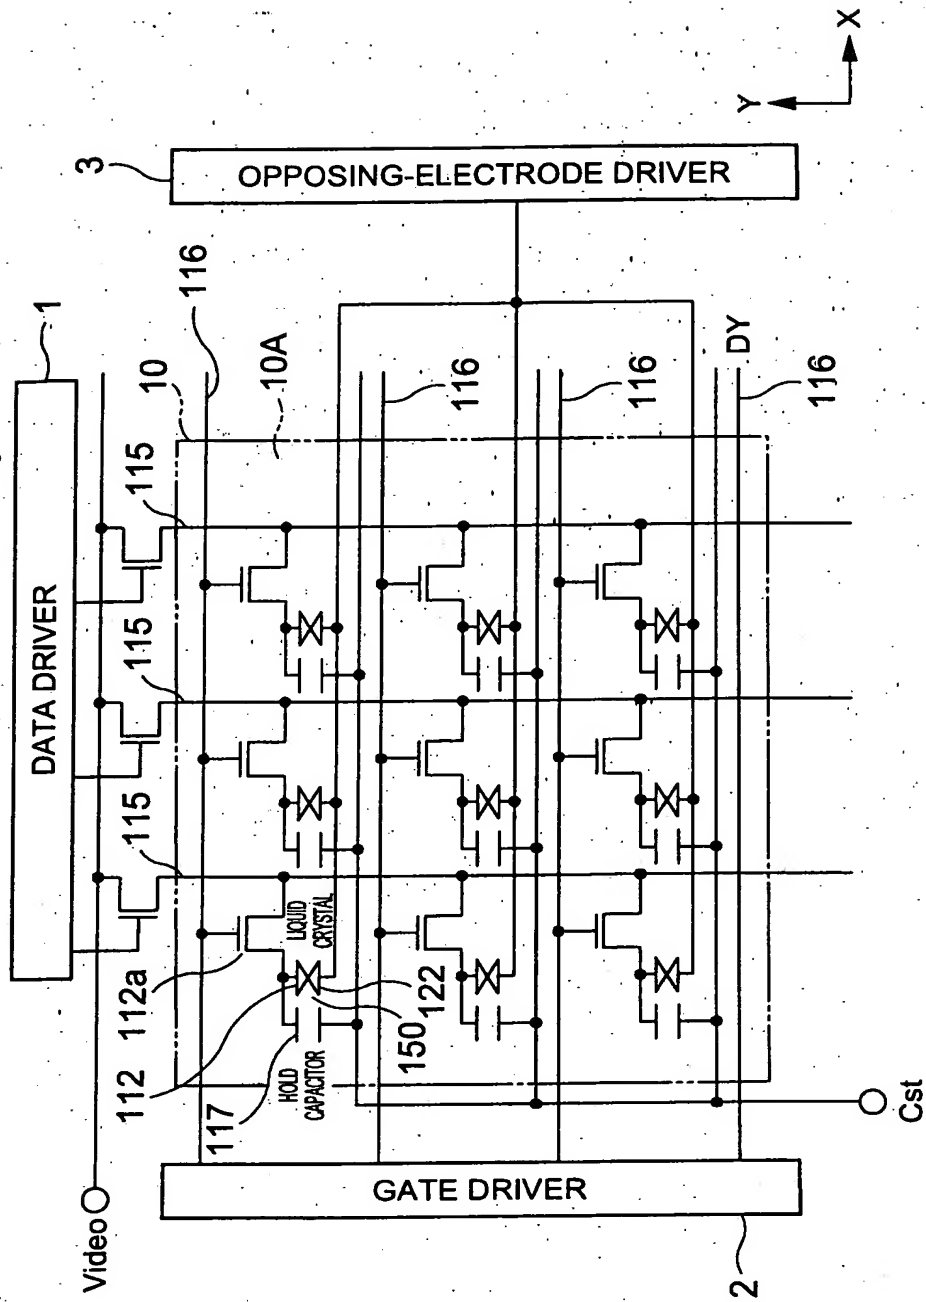 1
DATA DRIVER
Video
115
115
115
10
116
10A
3
OPPOSING-ELECTRODE DRIVER
Y
X
112a
LIQUID
CRYSTAL
112
122
150
117
HOLD
CAPACITOR
116
116
DY
116
GATE DRIVER
2
Cst